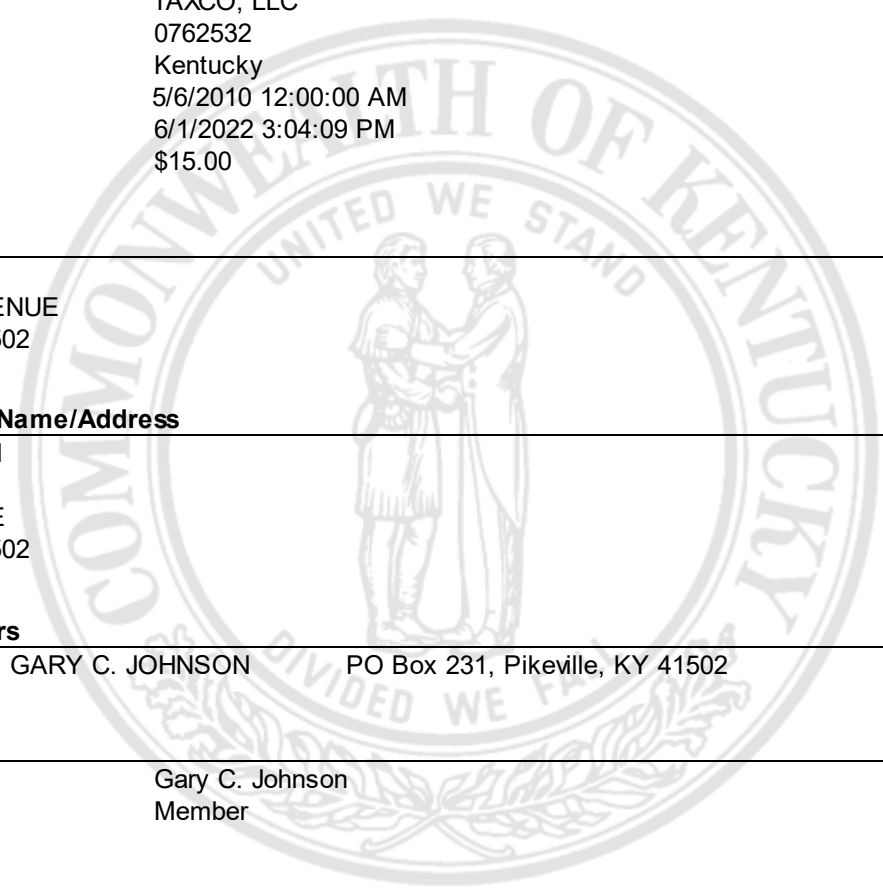 TAXCO, LLC
0762532
Kentucky
5/6/2010 12:00:00 AM
6/1/2022 3:04:09 PM
$15.00
COMMONWEALTH OF KENTUCKY
UNITED WE STAND
ENUE
502
Name/Address
E
502
rs
GARY C. JOHNSON PO Box 231, Pikeville, KY 41502
DIVIDED WE FALL
Gary C. Johnson
Member